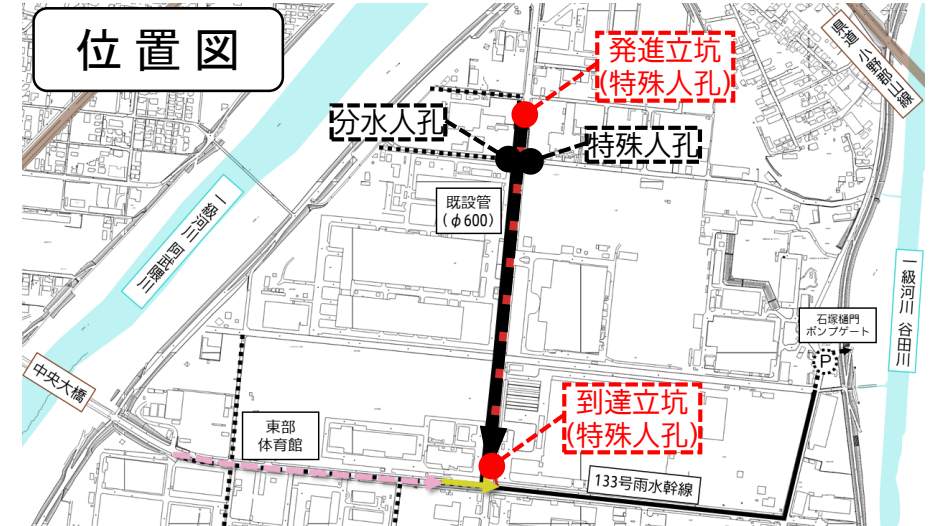 位置図
発進立坑
(特殊人孔)
県道 小野郡山線
分水人孔
特殊人孔
既設管
(φ600)
一級河川 阿武隈川
一級河川 谷田川
石塚樋門
ポンプゲート
P
中央大橋
東部
体育館
到達立坑
(特殊人孔)
133号雨水幹線